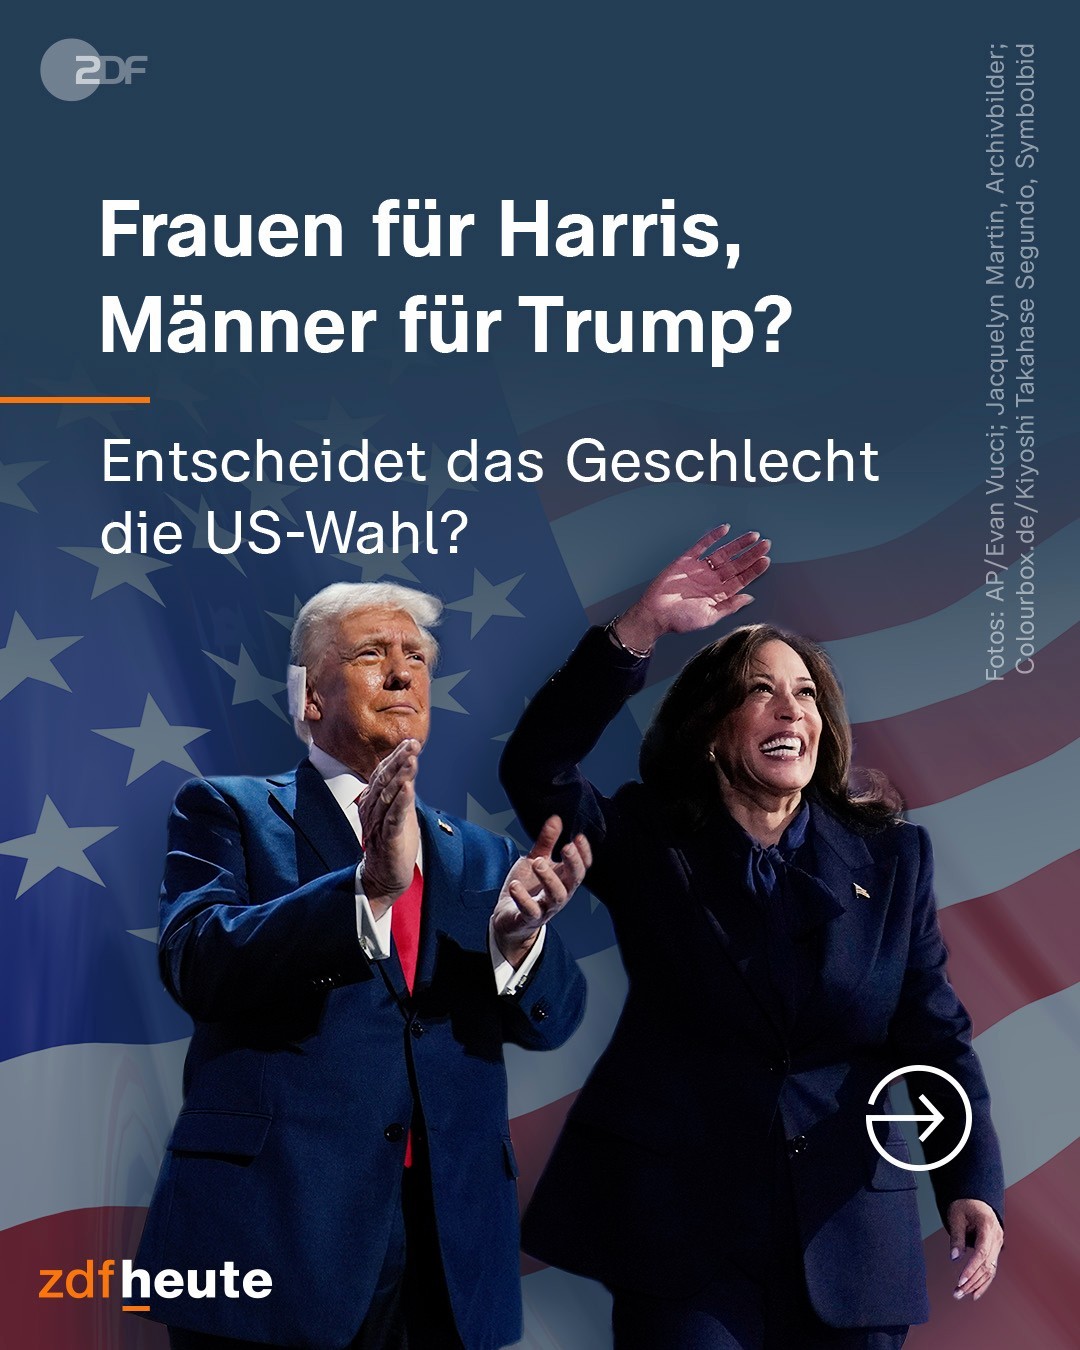 ZDF
Frauen für Harris,
Männer für Trump?
Entscheidet das Geschlecht
die US-Wahl?
Fotos: AP/Evan Vucci; Jacquelyn Martin, Archivbilder;
Colourbox.de/Kiyoshi Takahase Segundo, Symbolbid
zdfheute